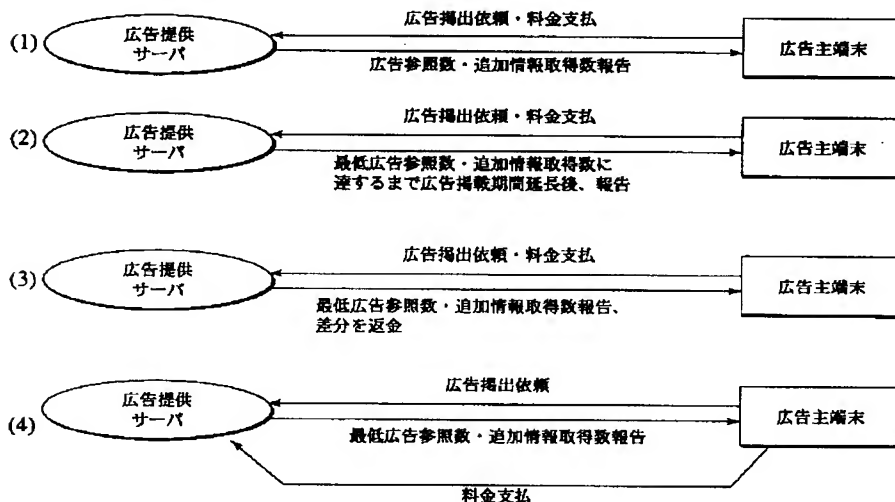 広告掲出依頼・料金支払
(1)
広告提供
サーバ
広告主端末
広告参照数・追加情報取得数報告
広告掲出依頼・料金支払
(2)
広告提供
サーバ
広告主端末
最低広告参照数・追加情報取得数に
達するまで広告掲載期間延長後、報告
広告掲出依頼・料金支払
(3)
広告提供
サーバ
広告主端末
最低広告参照数・追加情報取得数報告、
差分を返金
広告掲出依頼
(4)
広告提供
サーバ
広告主端末
最低広告参照数・追加情報取得数報告
料金支払